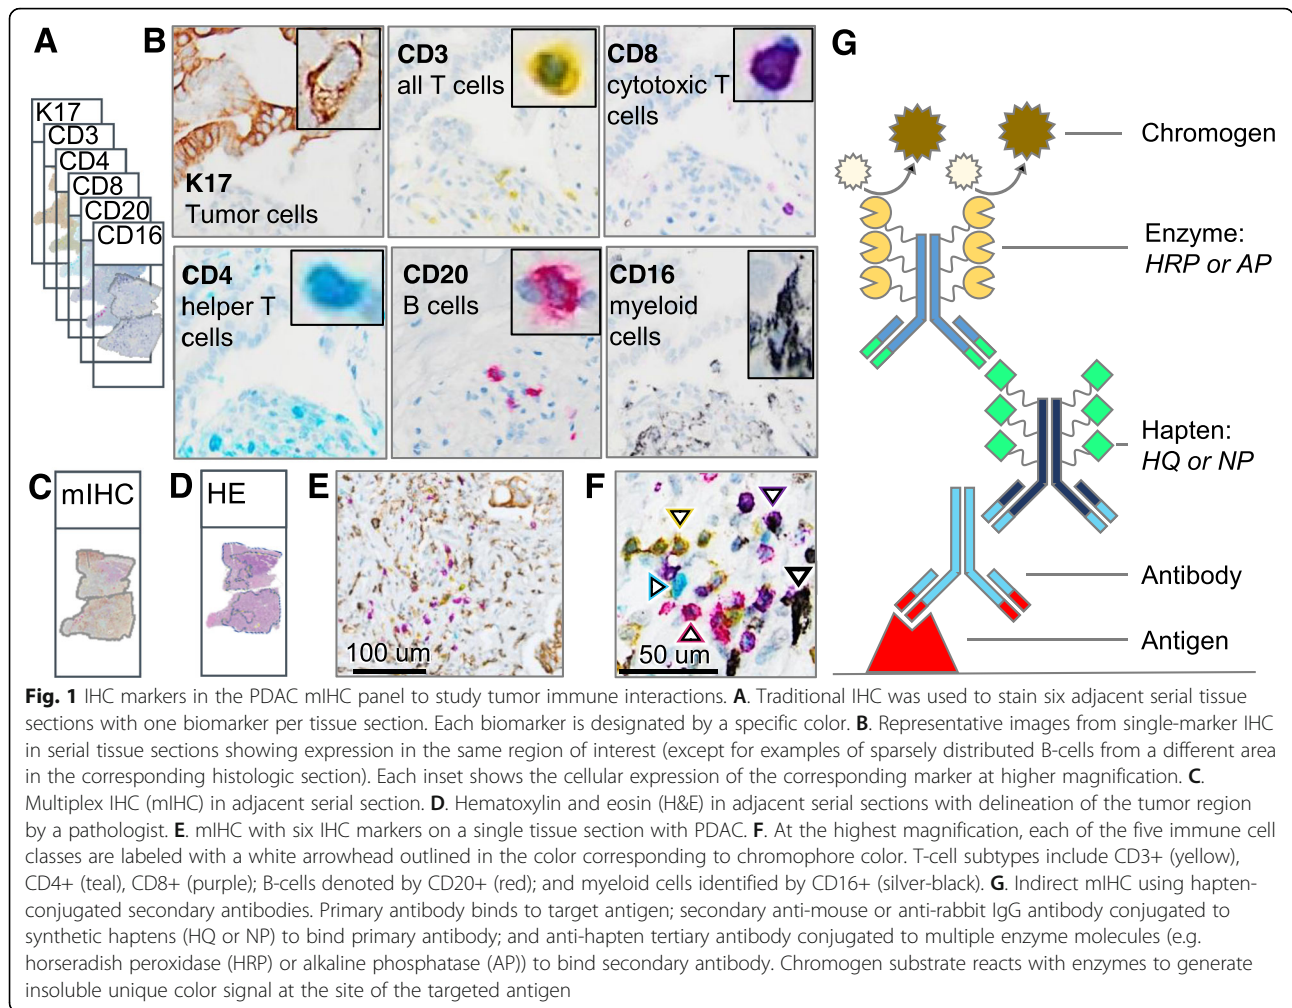 A
K17
CD3
CD4
CD8
CD20
CD16
B
K17
Tumor cells
CD3
all T cells
CD8
cytotoxic T
cells
CD4
helper T
cells
CD20
B cells
CD16
myeloid
cells
C
mIHC
D
HE
E
100 um
F
50 um
G
Chromogen
Enzyme:
HRP or AP
Hapten:
HQ or NP
Antibody
Antigen
Fig. 1 IHC markers in the PDAC mIHC panel to study tumor immune interactions. A. Traditional IHC was used to stain six adjacent serial tissue
sections with one biomarker per tissue section. Each biomarker is designated by a specific color. B. Representative images from single-marker IHC
in serial tissue sections showing expression in the same region of interest (except for examples of sparsely distributed B-cells from a different area
in the corresponding histologic section). Each inset shows the cellular expression of the corresponding marker at higher magnification. C.
Multiplex IHC (mIHC) in adjacent serial section. D. Hematoxylin and eosin (H&E) in adjacent serial sections with delineation of the tumor region
by a pathologist. E. mIHC with six IHC markers on a single tissue section with PDAC. F. At the highest magnification, each of the five immune cell
classes are labeled with a white arrowhead outlined in the color corresponding to chromophore color. T-cell subtypes include CD3+ (yellow),
CD4+ (teal), CD8+ (purple); B-cells denoted by CD20+ (red); and myeloid cells identified by CD16+ (silver-black). G. Indirect mIHC using hapten-
conjugated secondary antibodies. Primary antibody binds to target antigen; secondary anti-mouse or anti-rabbit IgG antibody conjugated to
synthetic haptens (HQ or NP) to bind primary antibody; and anti-hapten tertiary antibody conjugated to multiple enzyme molecules (e.g.
horseradish peroxidase (HRP) or alkaline phosphatase (AP)) to bind secondary antibody. Chromogen substrate reacts with enzymes to generate
insoluble unique color signal at the site of the targeted antigen